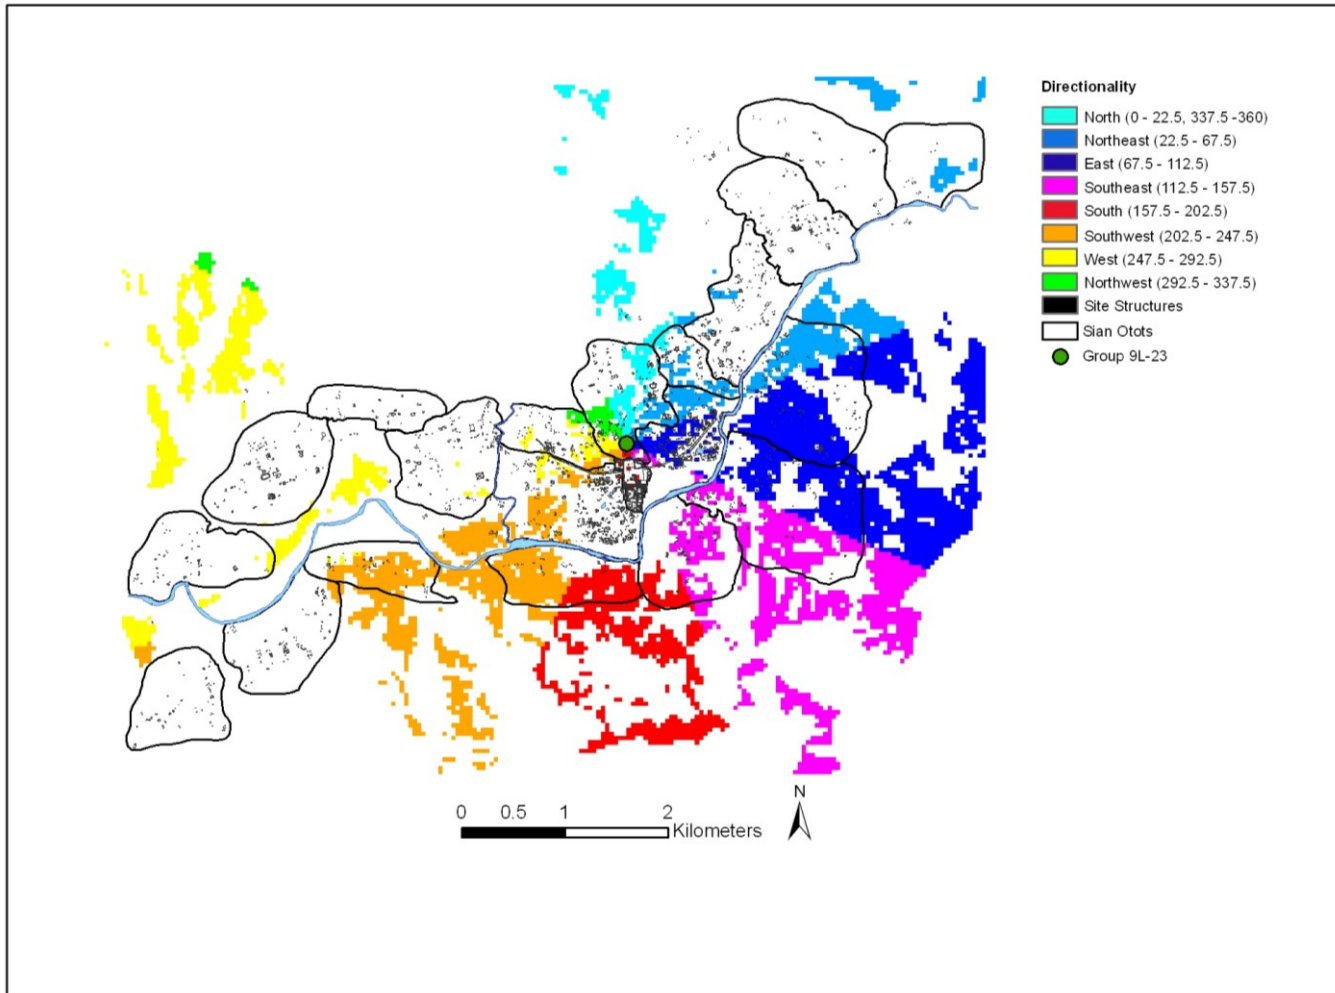 Directionality
North (0 - 22.5, 337.5 -360)
Northeast (22.5 - 67.5)
East (67.5 - 112.5)
Southeast (112.5 - 157.5)
South (157.5 - 202.5)
Southwest (202.5 - 247.5)
West (247.5 - 292.5)
Northwest (292.5 - 337.5)
Site Structures
Sian Otots
Group 9L-23
N
0 0.5 1 2
Kilometers